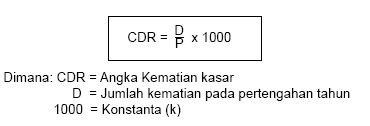 CDR = D/P x 1000
Dimana: CDR = Angka Kematian kasar
D = Jumlah kematian pada pertengahan tahun
1000 = Konstanta (k)